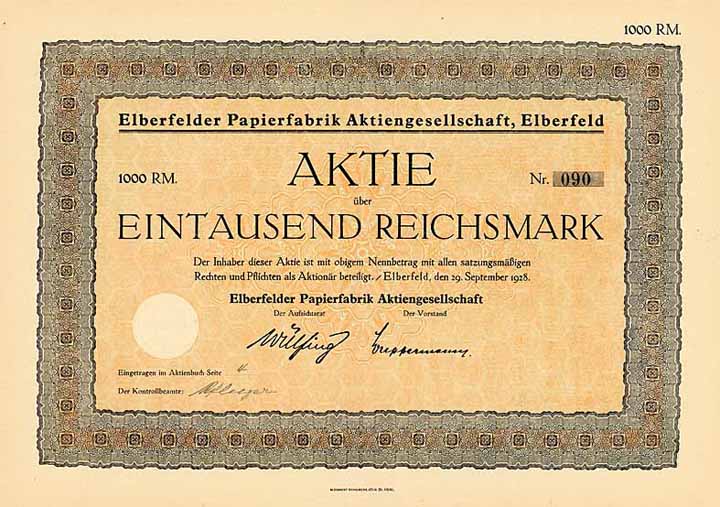 1000 RM.
Elberfelder Papierfabrik Aktiengesellschaft, Elberfeld
AKTIE
1000 RM. Nr. 090
über
EINTAUSEND REICHSMARK
Der Inhaber dieser Aktie ist mit obigem Nennbetrag mit allen satzungsmäßigen
Rechten und Pflichten als Aktionär beteiligt. / Elberfeld, den 29. September 1928.
Elberfelder Papierfabrik Aktiengesellschaft
Der Aufsichtsrat Der Vorstand
Wülfing
Eingetragen im Aktienbuch Seite 4
Der Kontrollbeamte: